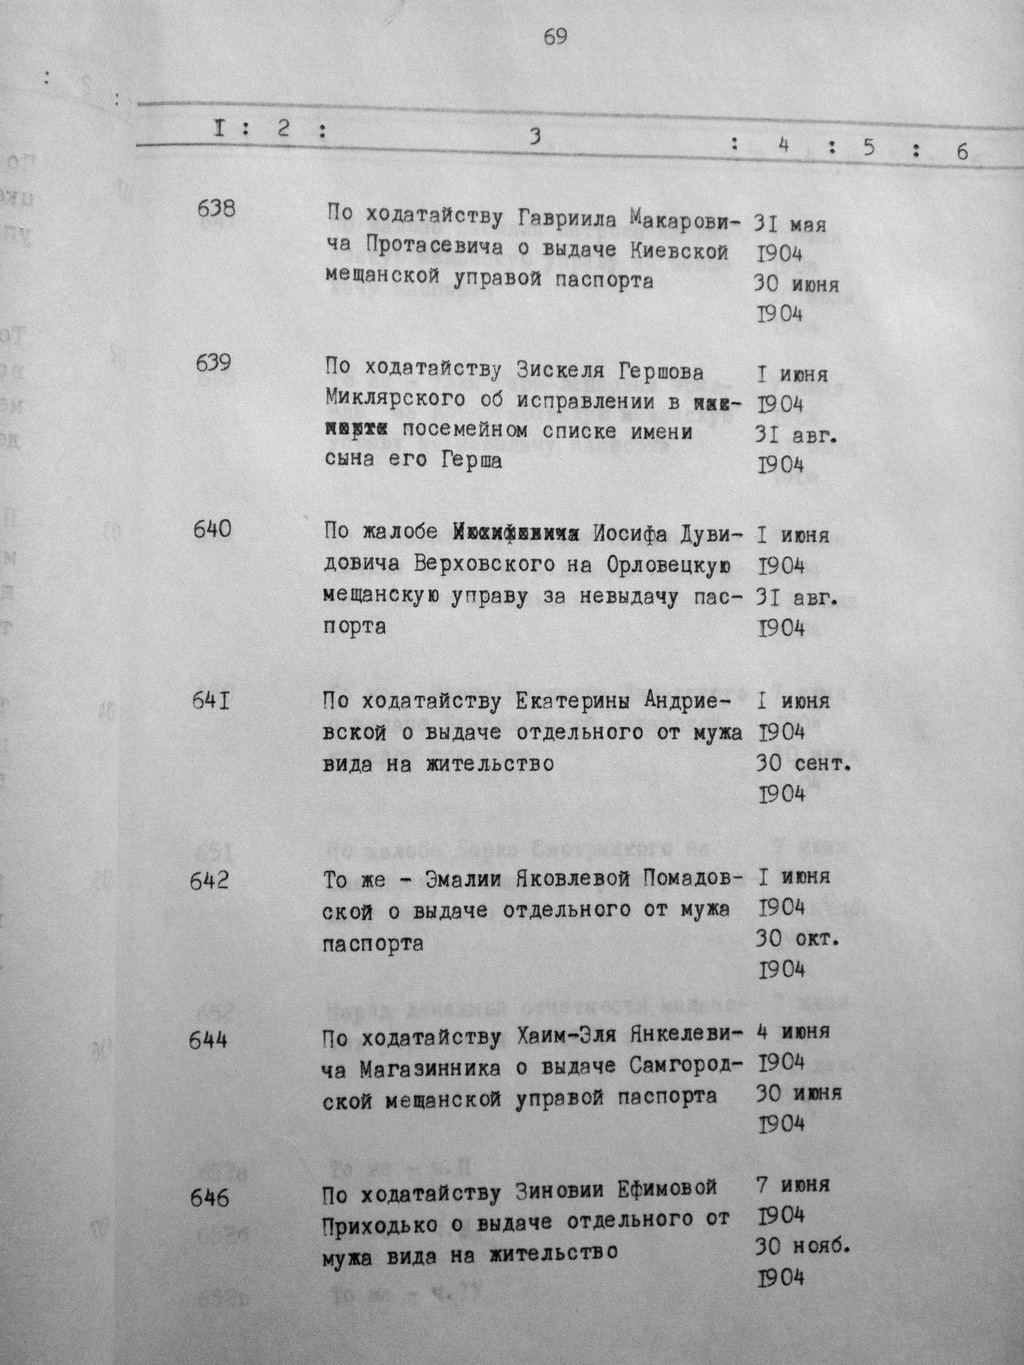 69
I : 2 : 3 : 4 : 5 : 6
638 По ходатайству Гавриила Макарови- 31 мая
ча Протасевича о выдаче Киевской 1904
мещанской управой паспорта 30 июня
1904
639 По ходатайству Зискеля Гершова I июня
Миклярского об исправлении в 1904
посемейном списке имени 31 авг.
сына его Герша 1904
640 По жалобе Иосифа Дуви- I июня
довича Верховского на Орловецкую 1904
мещанскую управу за невыдачу пас- 31 авг.
порта 1904
641 По ходатайству Екатерины Андрие- I июня
вской о выдаче отдельного от мужа 1904
вида на жительство 30 сент.
1904
642 То же - Эмалии Яковлевой Помадов- I июня
ской о выдаче отдельного от мужа 1904
паспорта 30 окт.
1904
644 По ходатайству Хаим-Эля Янкелеви- 4 июня
ча Магазинника о выдаче Самгород- 1904
ской мещанской управой паспорта 30 июня
1904
646 По ходатайству Зиновии Ефимовой 7 июня
Приходько о выдаче отдельного от 1904
мужа вида на жительство 30 нояб.
1904